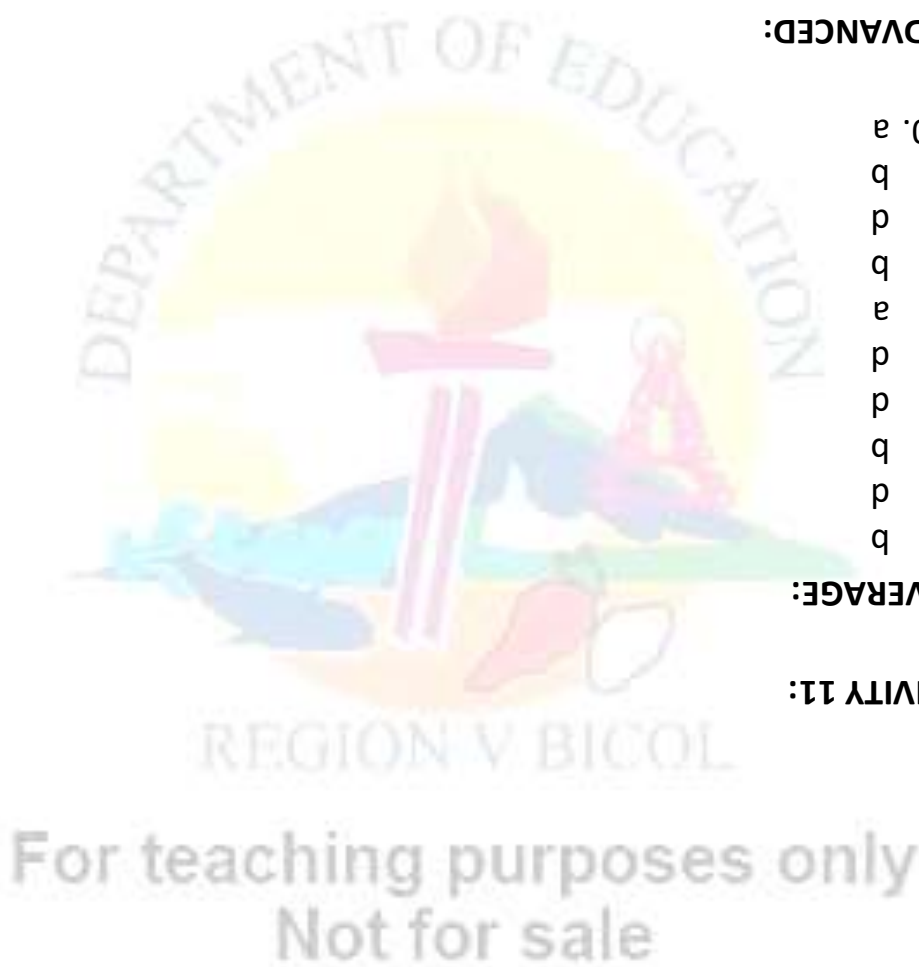 DEPARTMENT OF EDUCATION
REGION V BICOL
For teaching purposes only
Not for sale
IVITY 11:
VERAGE:
b
d
b
d
d
a
b
d
b
0. a
DVANCED: